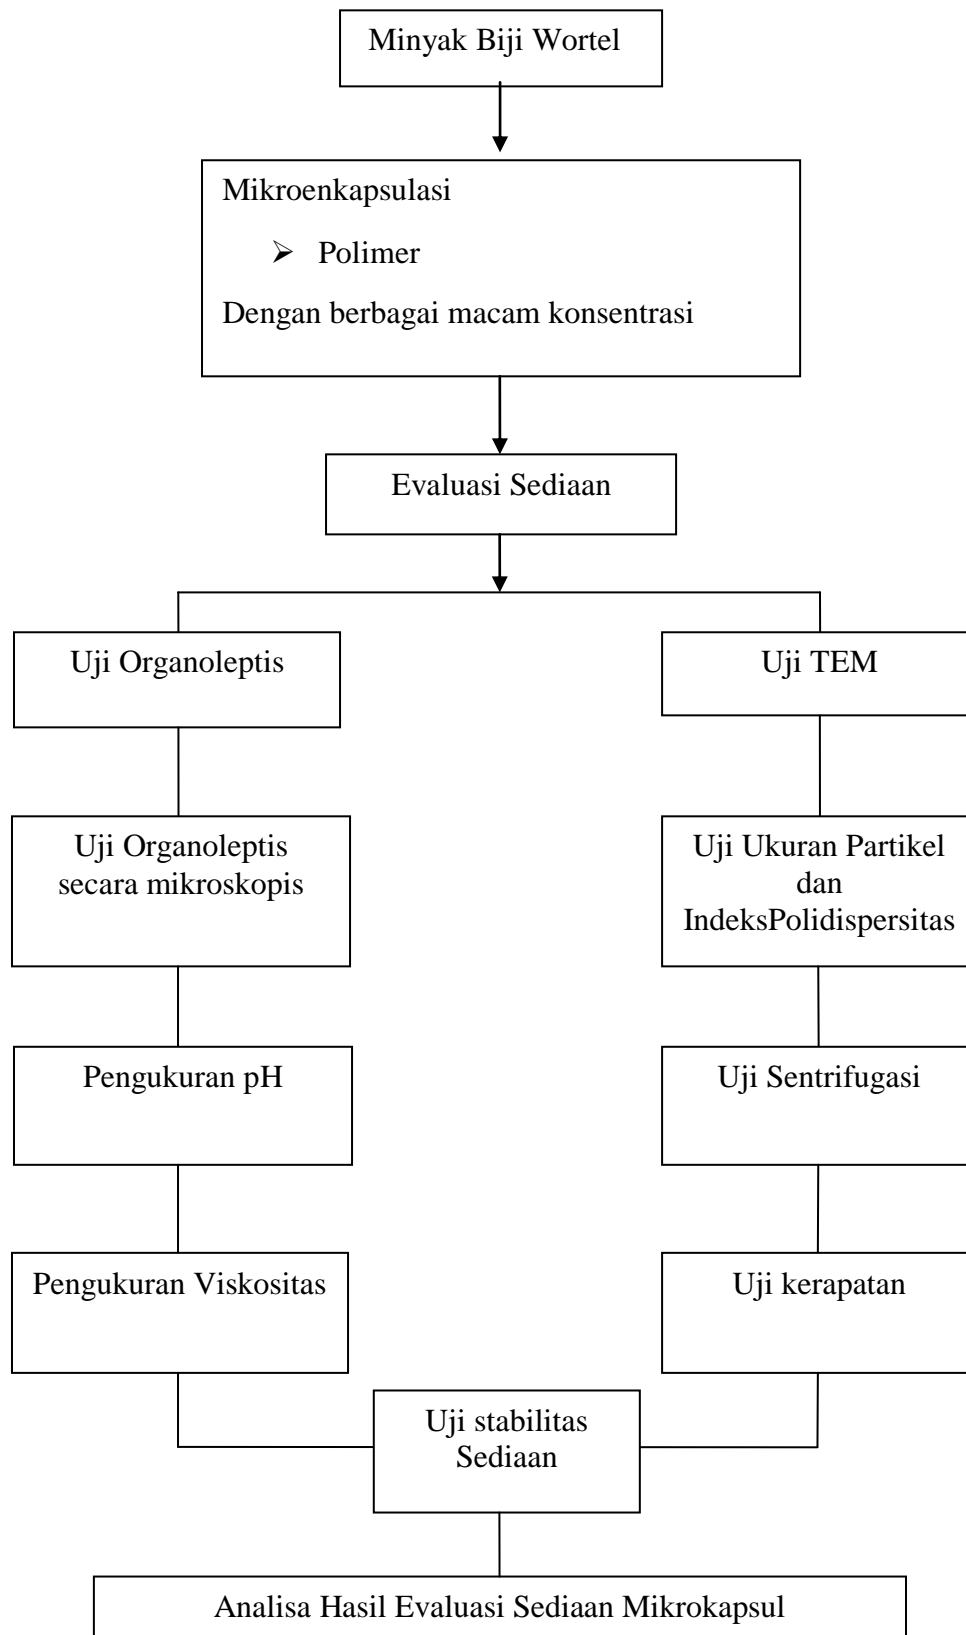 Minyak Biji Wortel
Mikroenkapsulasi
➢ Polimer
Dengan berbagai macam konsentrasi
Evaluasi Sediaan
Uji Organoleptis
Uji TEM
Uji Organoleptis
secara mikroskopis
Uji Ukuran Partikel
dan
IndeksPolidispersitas
Pengukuran pH
Uji Sentrifugasi
Pengukuran Viskositas
Uji kerapatan
Uji stabilitas
Sediaan
Analisa Hasil Evaluasi Sediaan Mikrokapsul